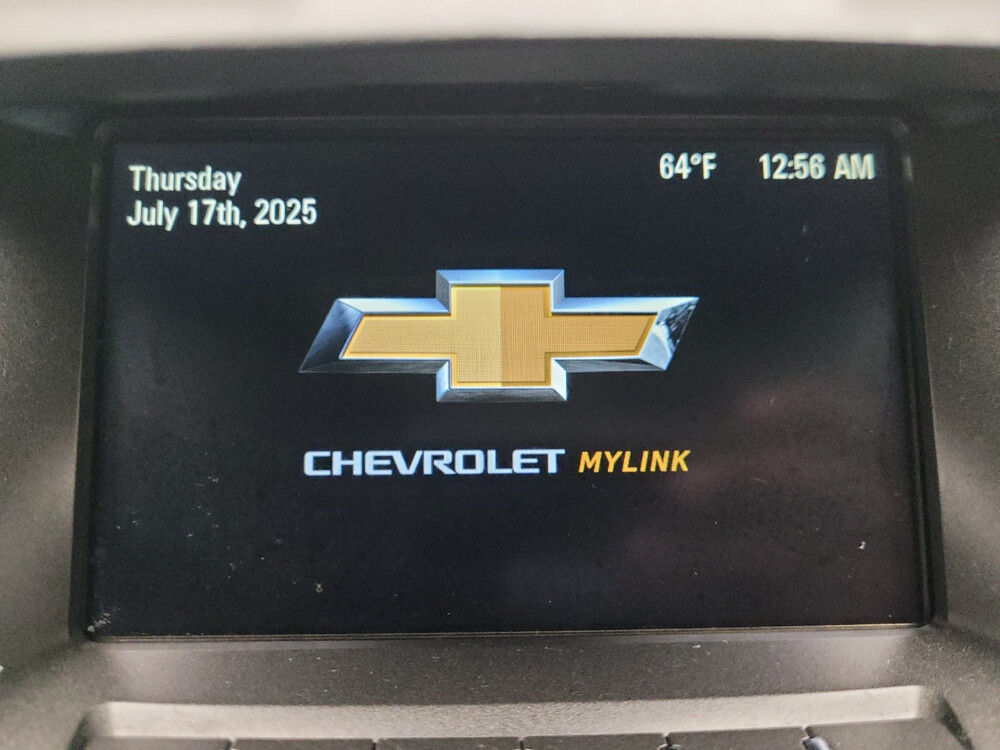 Thursday
July 17th, 2025
64°F 12:56 AM
CHEVROLET MYLINK